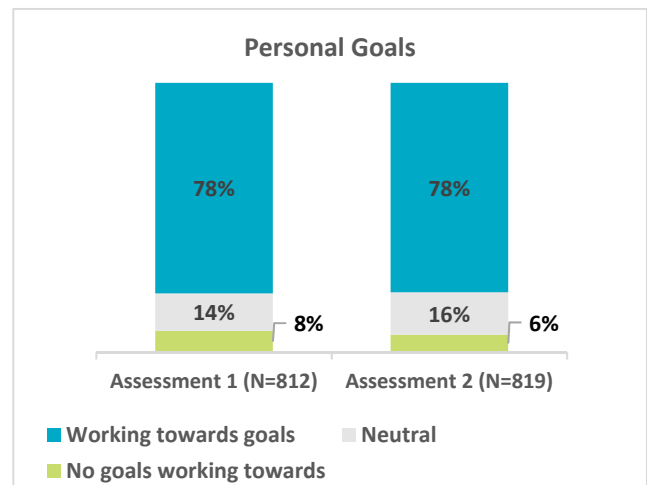 Personal Goals
78%
78%
14%
8%
16%
6%
Assessment 1 (N=812)
Assessment 2 (N=819)
Working towards goals
Neutral
No goals working towards